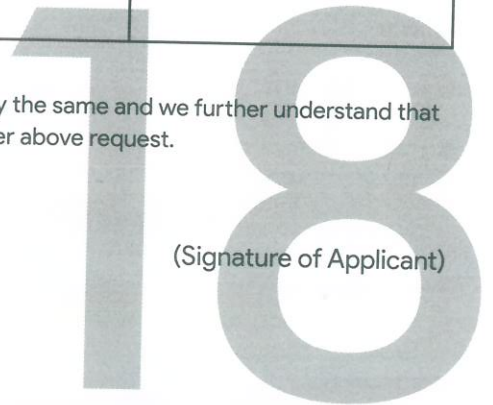 y the same and we further understand that
er above request.
(Signature of Applicant)
18